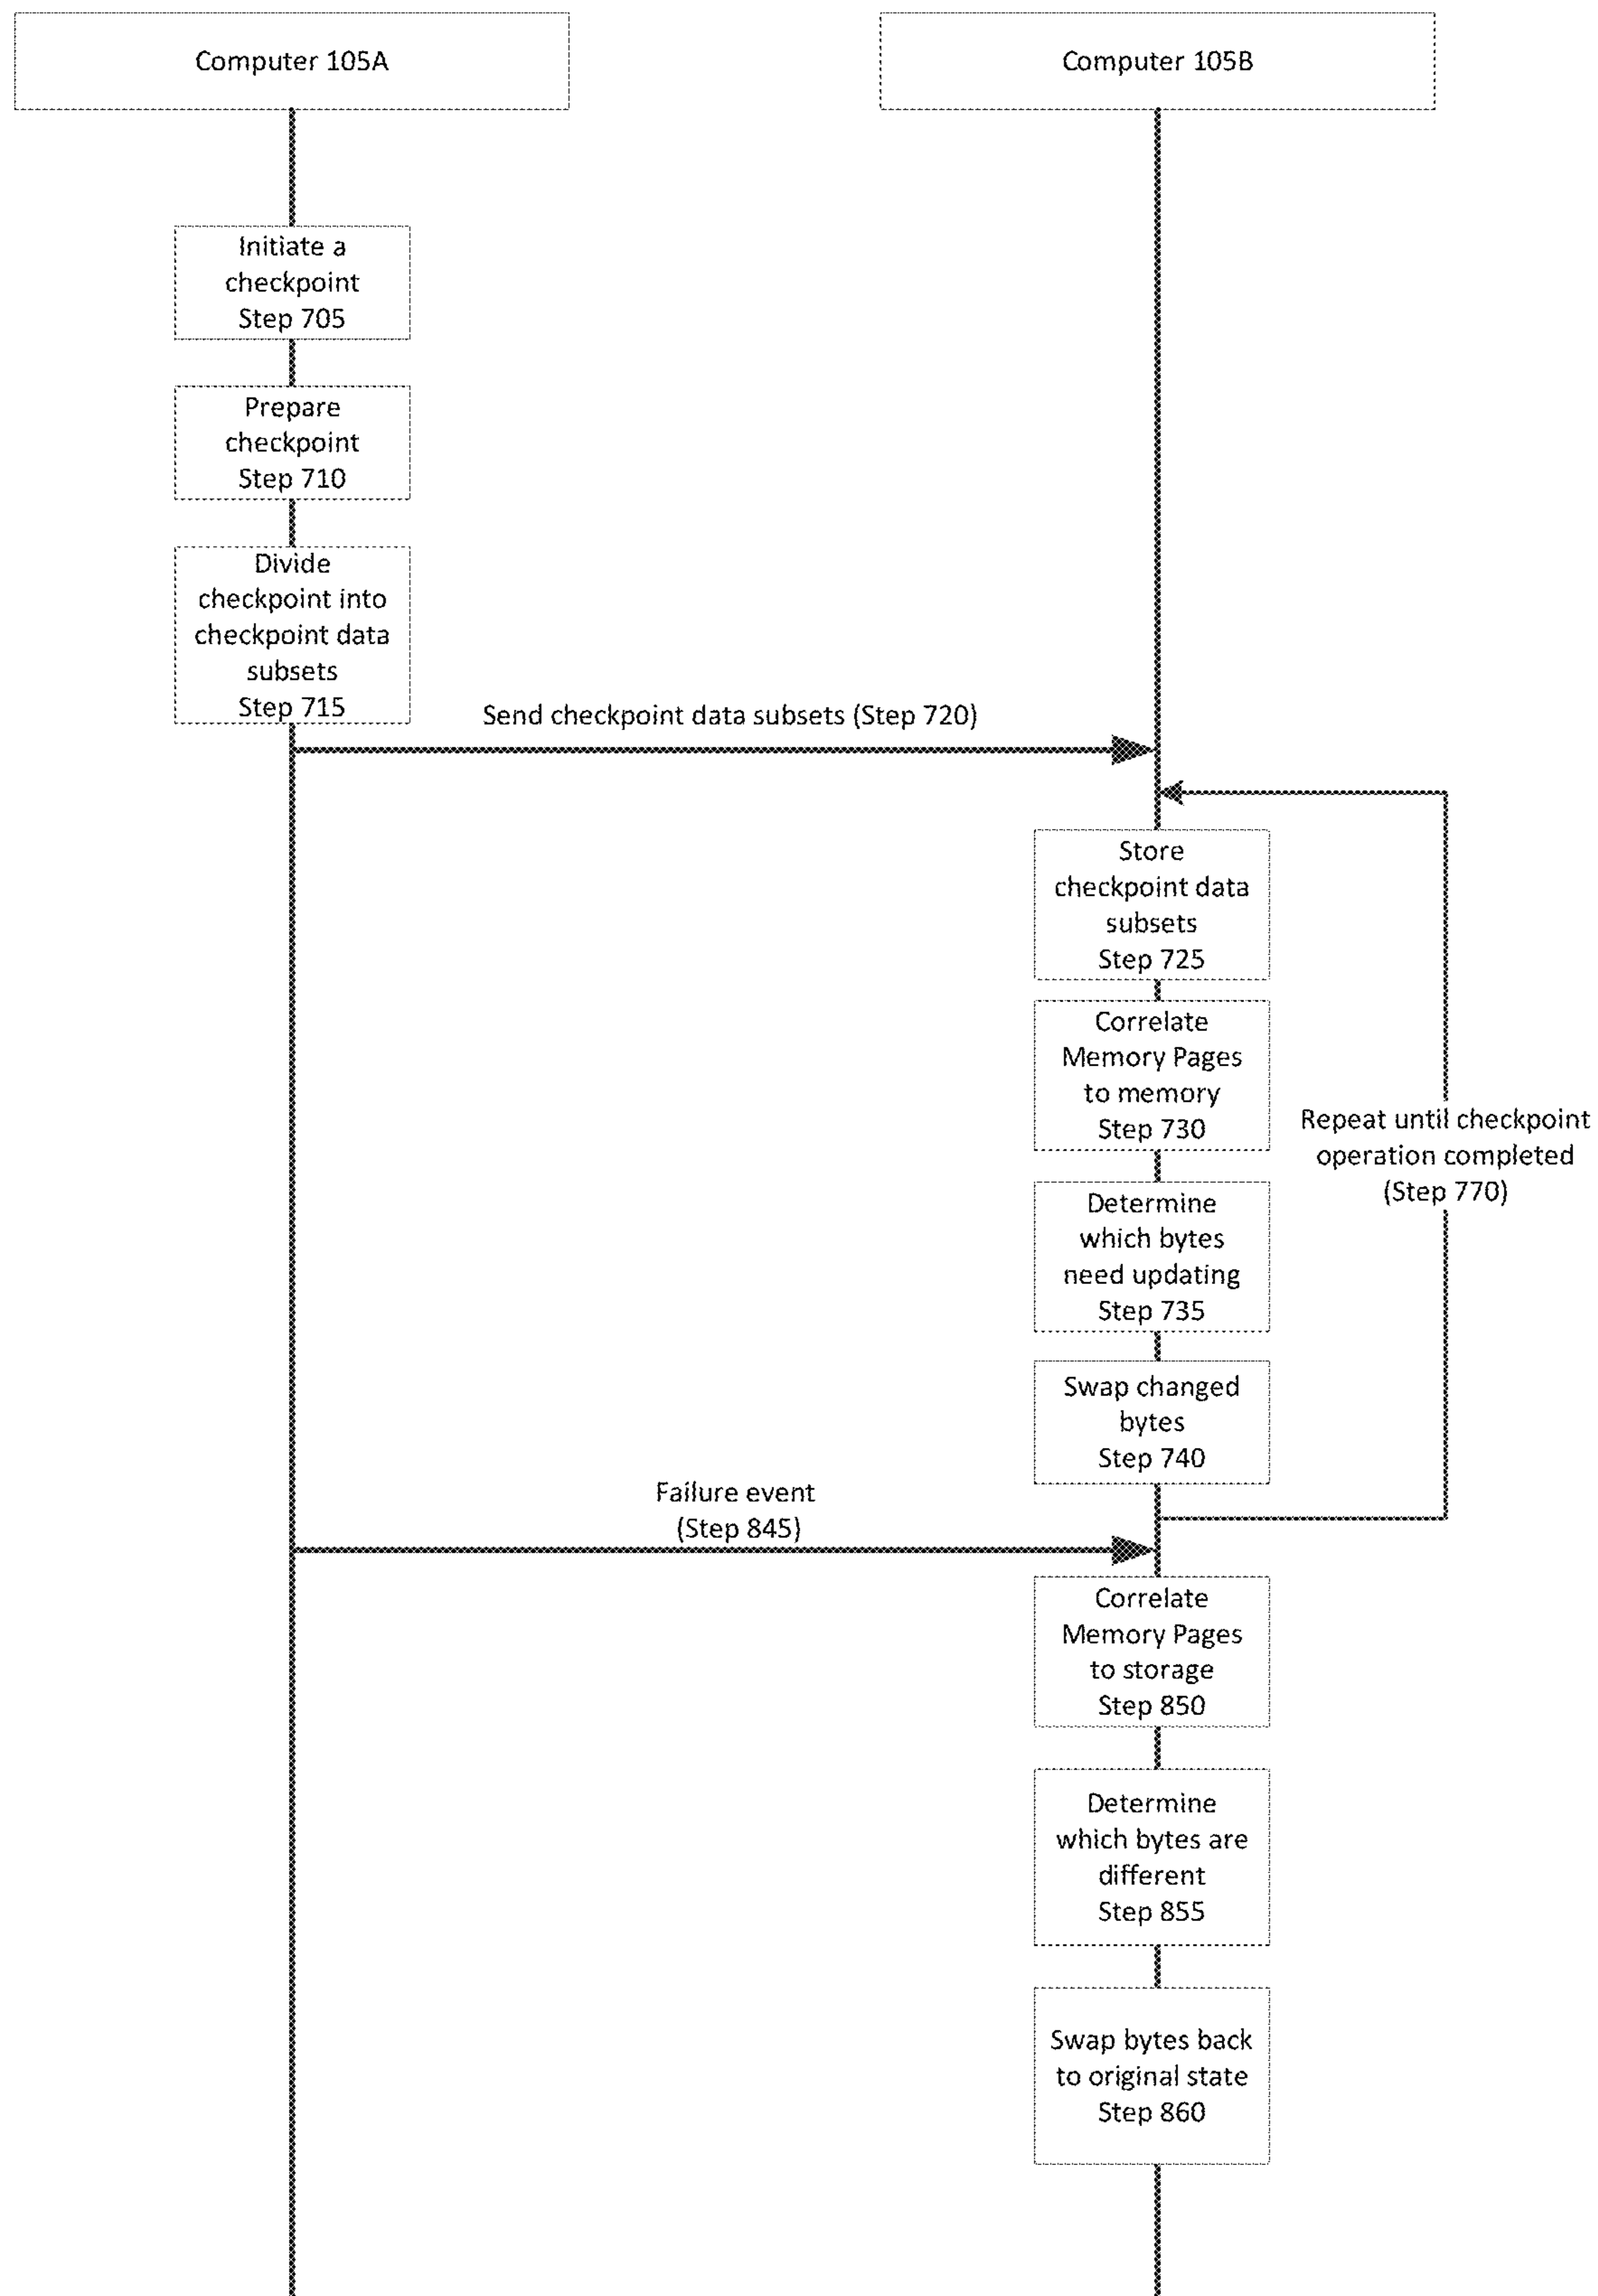 Computer 105A
Computer 105B
Initiate a
checkpoint
Step 705
Prepare
checkpoint
Step 710
Divide
checkpoint into
checkpoint data
subsets
Step 715
Send checkpoint data subsets (Step 720)
Store
checkpoint data
subsets
Step 725
Correlate
Memory Pages
to memory
Step 730
Repeat until checkpoint
operation completed
(Step 770)
Determine
which bytes
need updating
Step 735
Swap changed
bytes
Step 740
Failure event
(Step 845)
Correlate
Memory Pages
to storage
Step 850
Determine
which bytes are
different
Step 855
Swap bytes back
to original state
Step 860